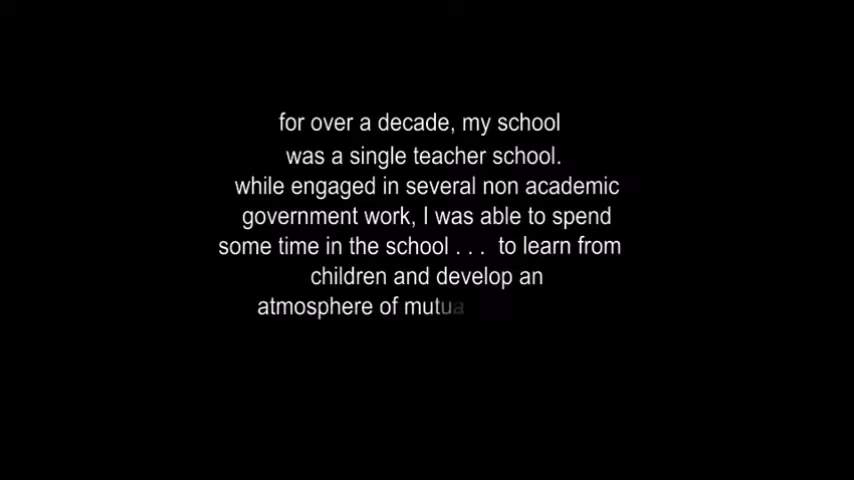 for over a decade, my school
was a single teacher school.
while engaged in several non academic
government work, I was able to spend
some time in the school . . . to learn from
children and develop an
atmosphere of mutua